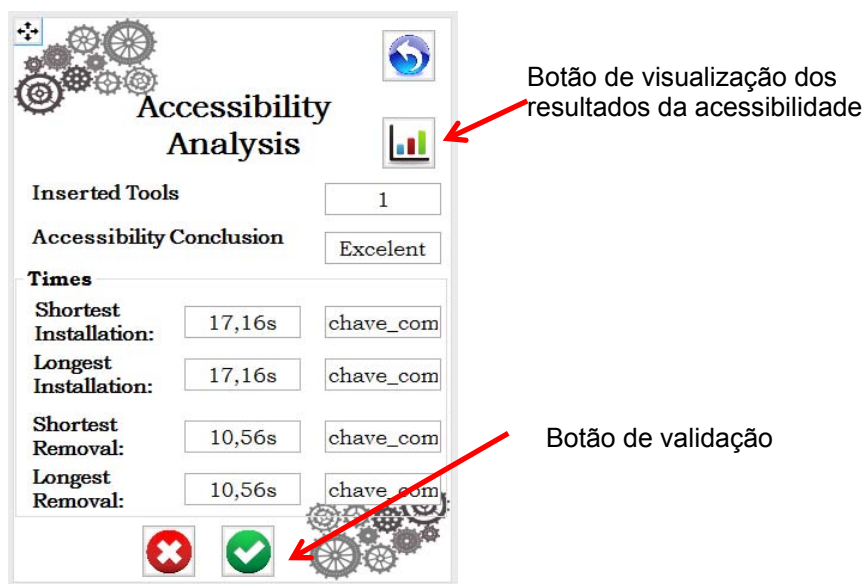 Accessibility
Analysis
Botão de visualização dos
resultados da acessibilidade
Inserted Tools
1
Accessibility Conclusion
Excelent
Times
Shortest
Installation:
17,16s
chave_com
Longest
Installation:
17,16s
chave_com
Shortest
Removal:
10,56s
chave_com
Longest
Removal:
10,56s
chave_com
Botão de validação